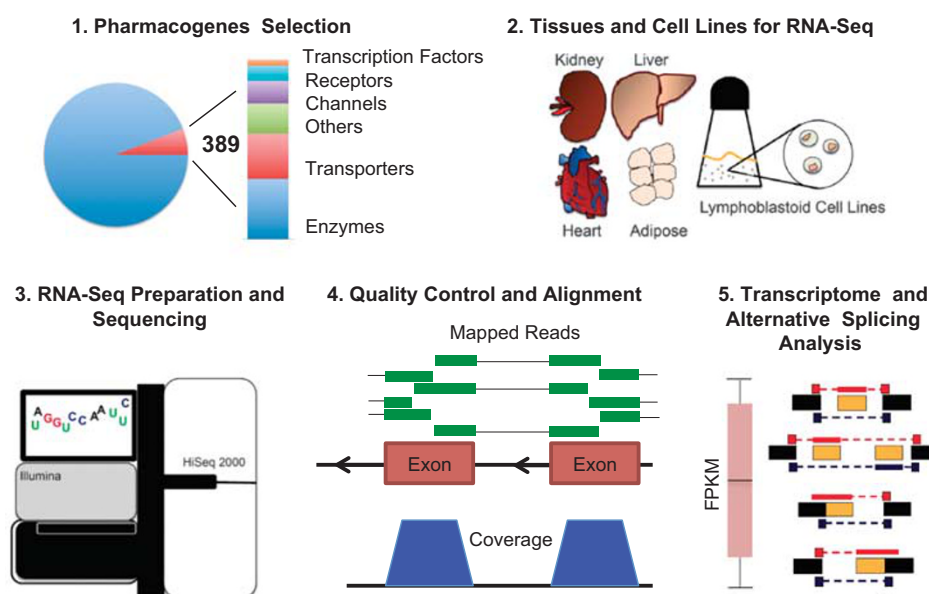 1. Pharmacogenes Selection
389
Transcription Factors
Receptors
Channels
Others
Transporters
Enzymes
2. Tissues and Cell Lines for RNA-Seq
Kidney
Liver
Heart
Adipose
Lymphoblastoid Cell Lines
3. RNA-Seq Preparation and
Sequencing
UAGGUCCAAUUC
Illumina
HiSeq 2000
4. Quality Control and Alignment
Mapped Reads
Exon
Exon
Coverage
5. Transcriptome and
Alternative Splicing
Analysis
FPKM